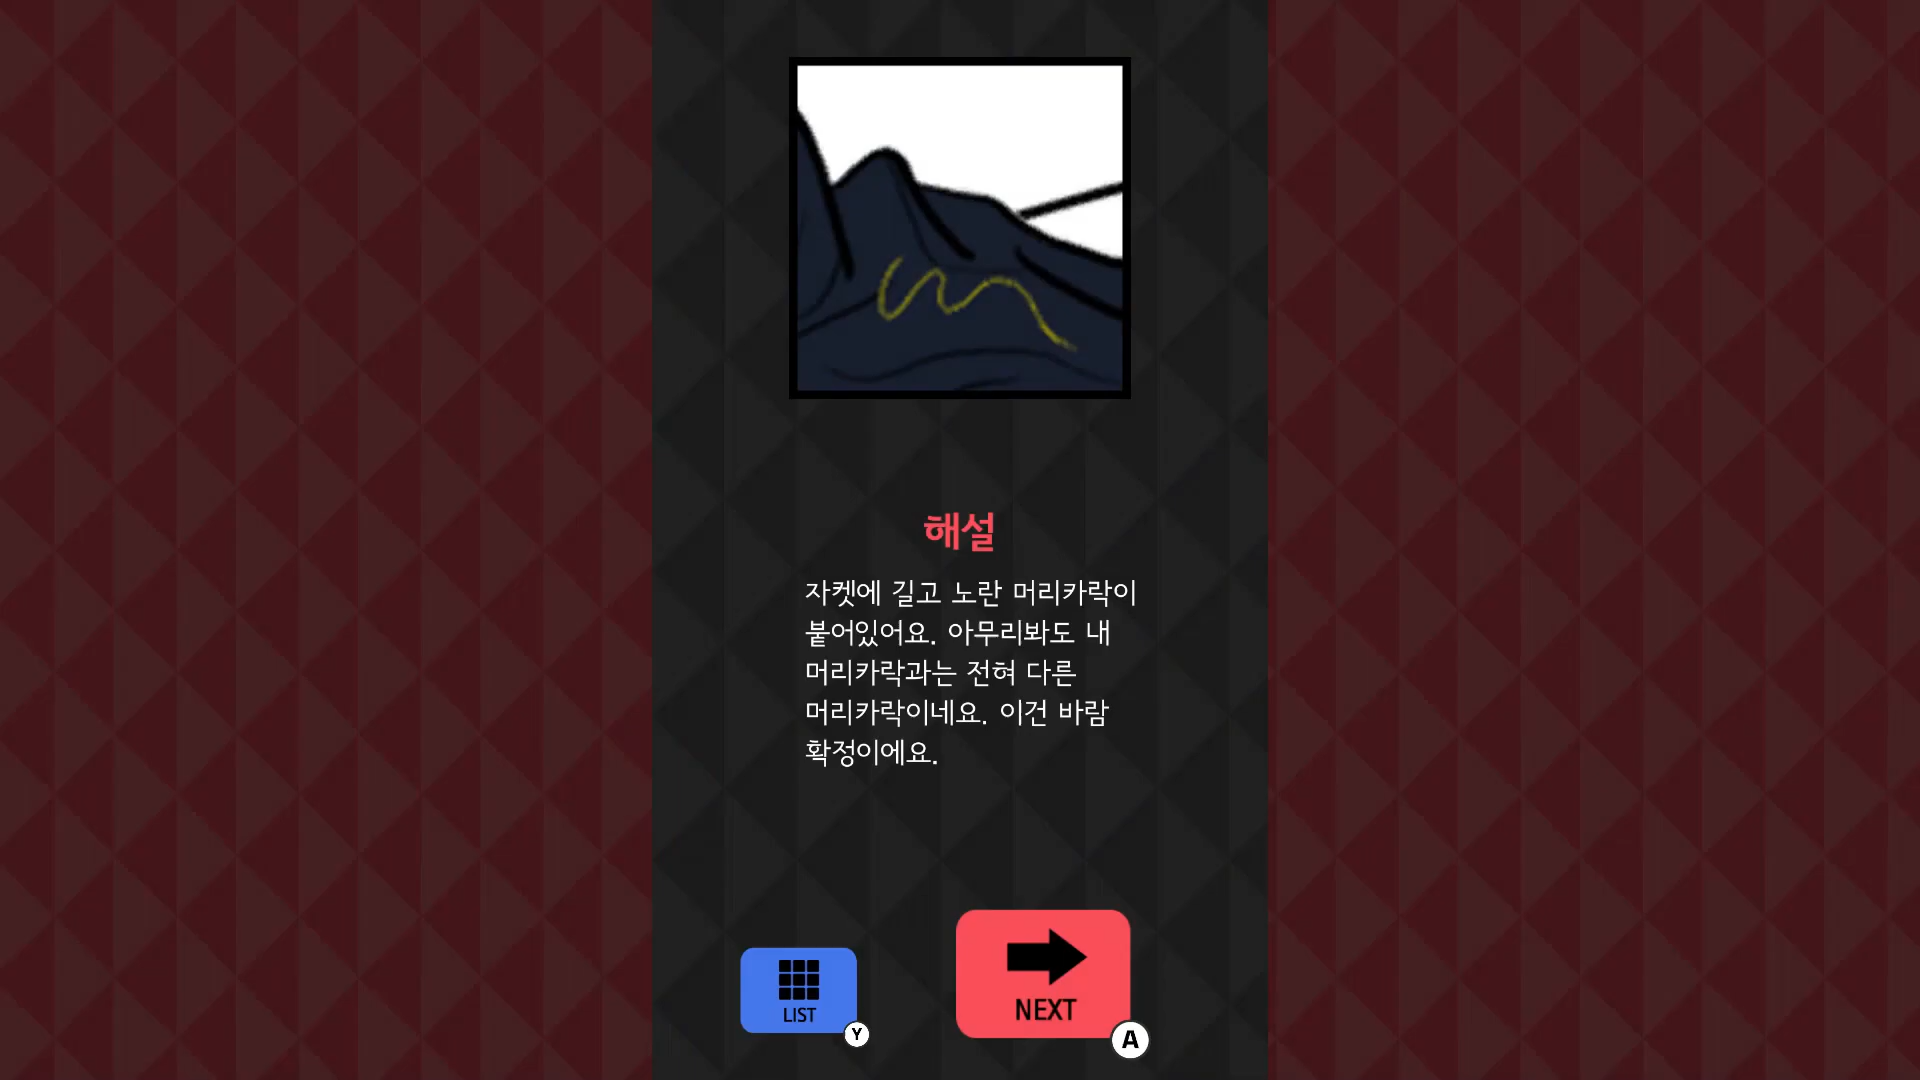 해설
자켓에 길고 노란 머리카락이
붙어있어요. 아무리봐도 내
머리카락과는 전혀 다른
머리카락이네요. 이건 바람
확정이에요.
LIST
Y
NEXT
A